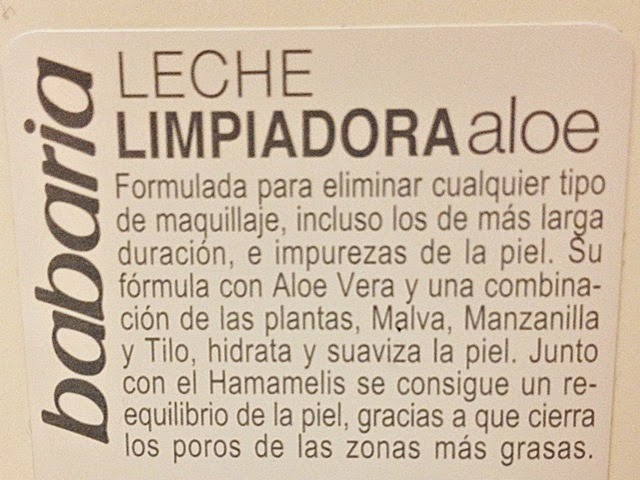 babaria
LECHE
LIMPIADORA aloe
Formulada para eliminar cualquier tipo
de maquillaje, incluso los de más larga
duración, e impurezas de la piel. Su
fórmula con Aloe Vera y una combina-
ción de las plantas, Malva, Manzanilla
y Tilo, hidrata y suaviza la piel. Junto
con el Hamamelis se consigue un re-
equilibrio de la piel, gracias a que cierra
los poros de las zonas más grasas.